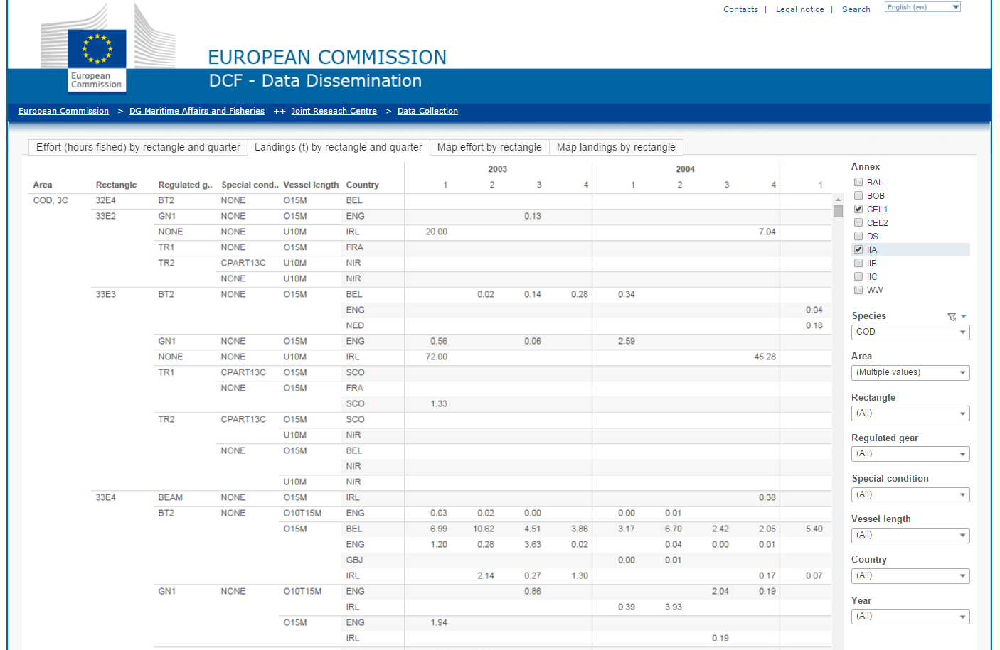 Contacts | Legal notice | Search English (en)
European Commission
EUROPEAN COMMISSION
DCF - Data Dissemination
European Commission > DG Maritime Affairs and Fisheries ++ Joint Reseach Centre > Data Collection
Effort (hours fished) by rectangle and quarter Landings (t) by rectangle and quarter Map effort by rectangle Map landings by rectangle
2003 2004
Area Rectangle Regulated g.. Special cond.. Vessel length Country 1 2 3 4 1 2 3 4 1
COD, 3C 32E4 BT2 NONE O15M BEL
33E2 GN1 NONE O15M ENG 0.13
NONE NONE U10M IRL 20.00 7.04
TR1 NONE O15M FRA
TR2 CPART13C U10M NIR
NONE U10M NIR
33E3 BT2 NONE O15M BEL 0.02 0.14 0.28 0.34
ENG 0.04
NED 0.18
GN1 NONE O15M ENG 0.56 0.06 2.59
NONE NONE U10M IRL 72.00 45.28
TR1 CPART13C O15M SCO
NONE O15M FRA
SCO 1.33
TR2 CPART13C O15M SCO
U10M NIR
NONE O15M BEL
NIR
U10M NIR
33E4 BEAM NONE O15M IRL 0.38
BT2 NONE O10T15M ENG 0.03 0.02 0.00 0.00 0.01
O15M BEL 6.99 10.62 4.51 3.86 3.17 6.70 2.42 2.05 5.40
ENG 1.20 0.28 3.63 0.02 0.04 0.00 0.01
GBJ 0.00 0.01
IRL 2.14 0.27 1.30 0.17 0.07
GN1 NONE O10T15M ENG 0.86 2.04 0.19
IRL 0.39 3.93
O15M ENG 1.94
IRL 0.19
Annex
BAL
BOB
CEL1
CEL2
DS
IIA
IIB
IIC
WW
Species
COD
Area
(Multiple values)
Rectangle
(All)
Regulated gear
(All)
Special condition
(All)
Vessel length
(All)
Country
(All)
Year
(All)